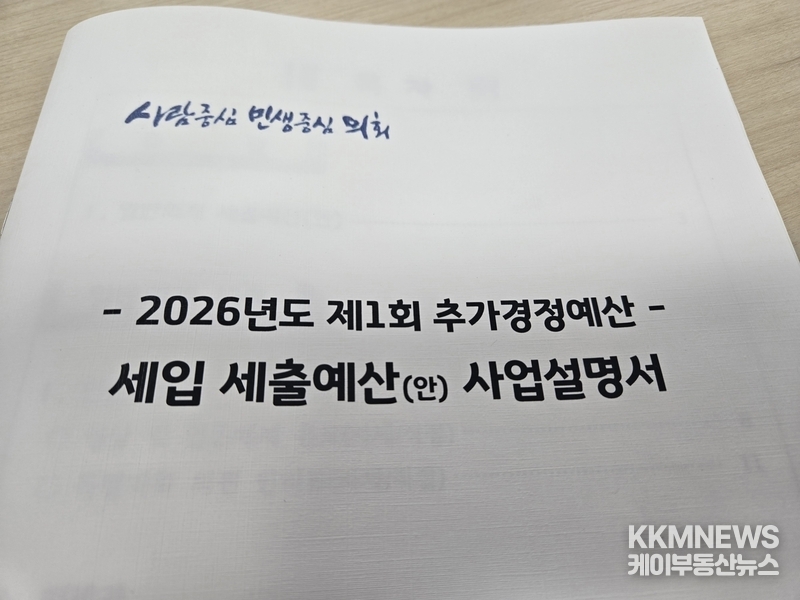 사람중심 민생중심 의회
- 2026년도 제1회 추가경정예산 -
세입 세출예산(안) 사업설명서
KKMNEWS
케이부동산뉴스